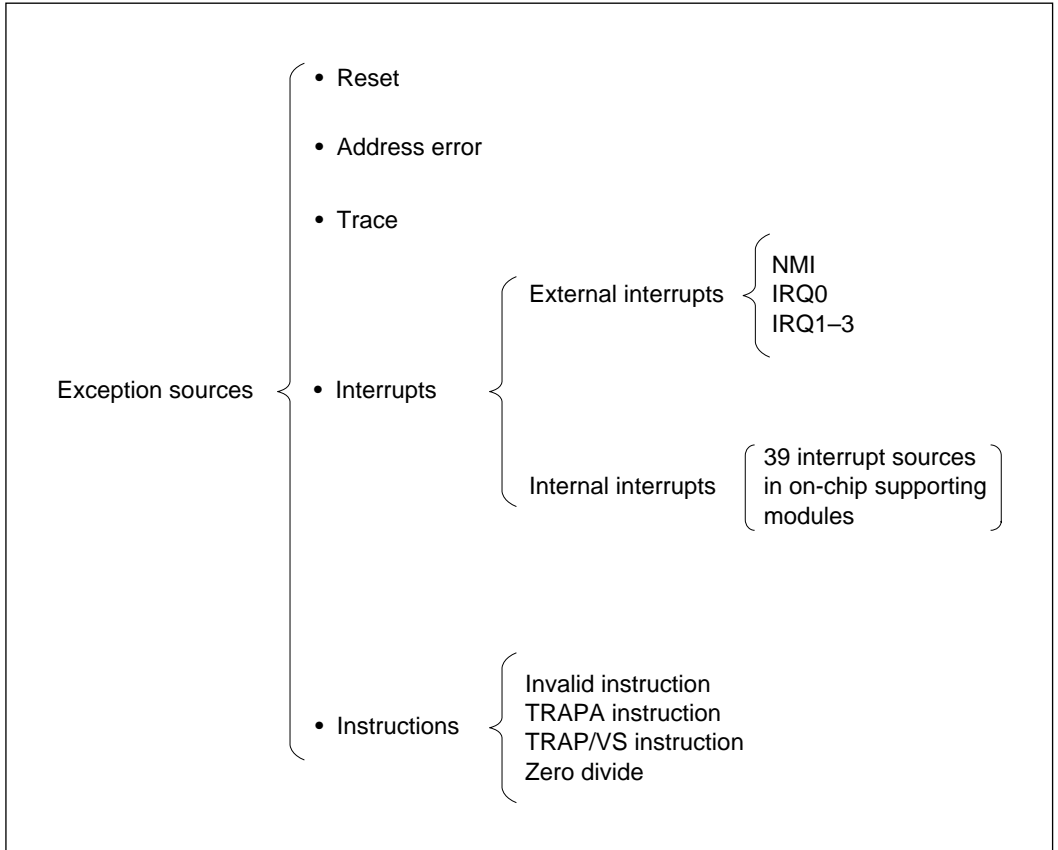 • Reset
• Address error
• Trace
External interrupts
NMI
IRQ0
IRQ1–3
Exception sources
• Interrupts
Internal interrupts
39 interrupt sources
in on-chip supporting
modules
• Instructions
Invalid instruction
TRAPA instruction
TRAP/VS instruction
Zero divide